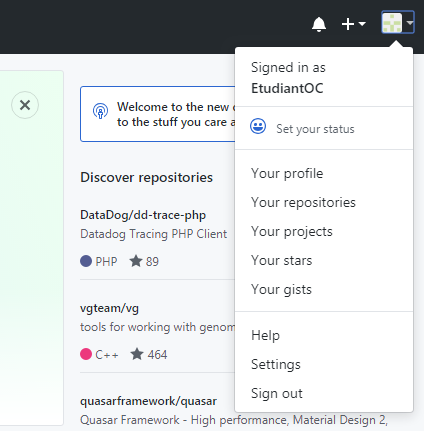 Signed in as
EtudiantOC
Set your status
Your profile
Your repositories
Your projects
Your stars
Your gists
Help
Settings
Sign out
Welcome to the new
to the stuff you care a
Discover repositories
DataDog/dd-trace-php
Datadog Tracing PHP Client
PHP 89
vgteam/vg
tools for working with genom
C++ 464
quasarframework/quasar
Quasar Framework - High performance, Material Design 2,